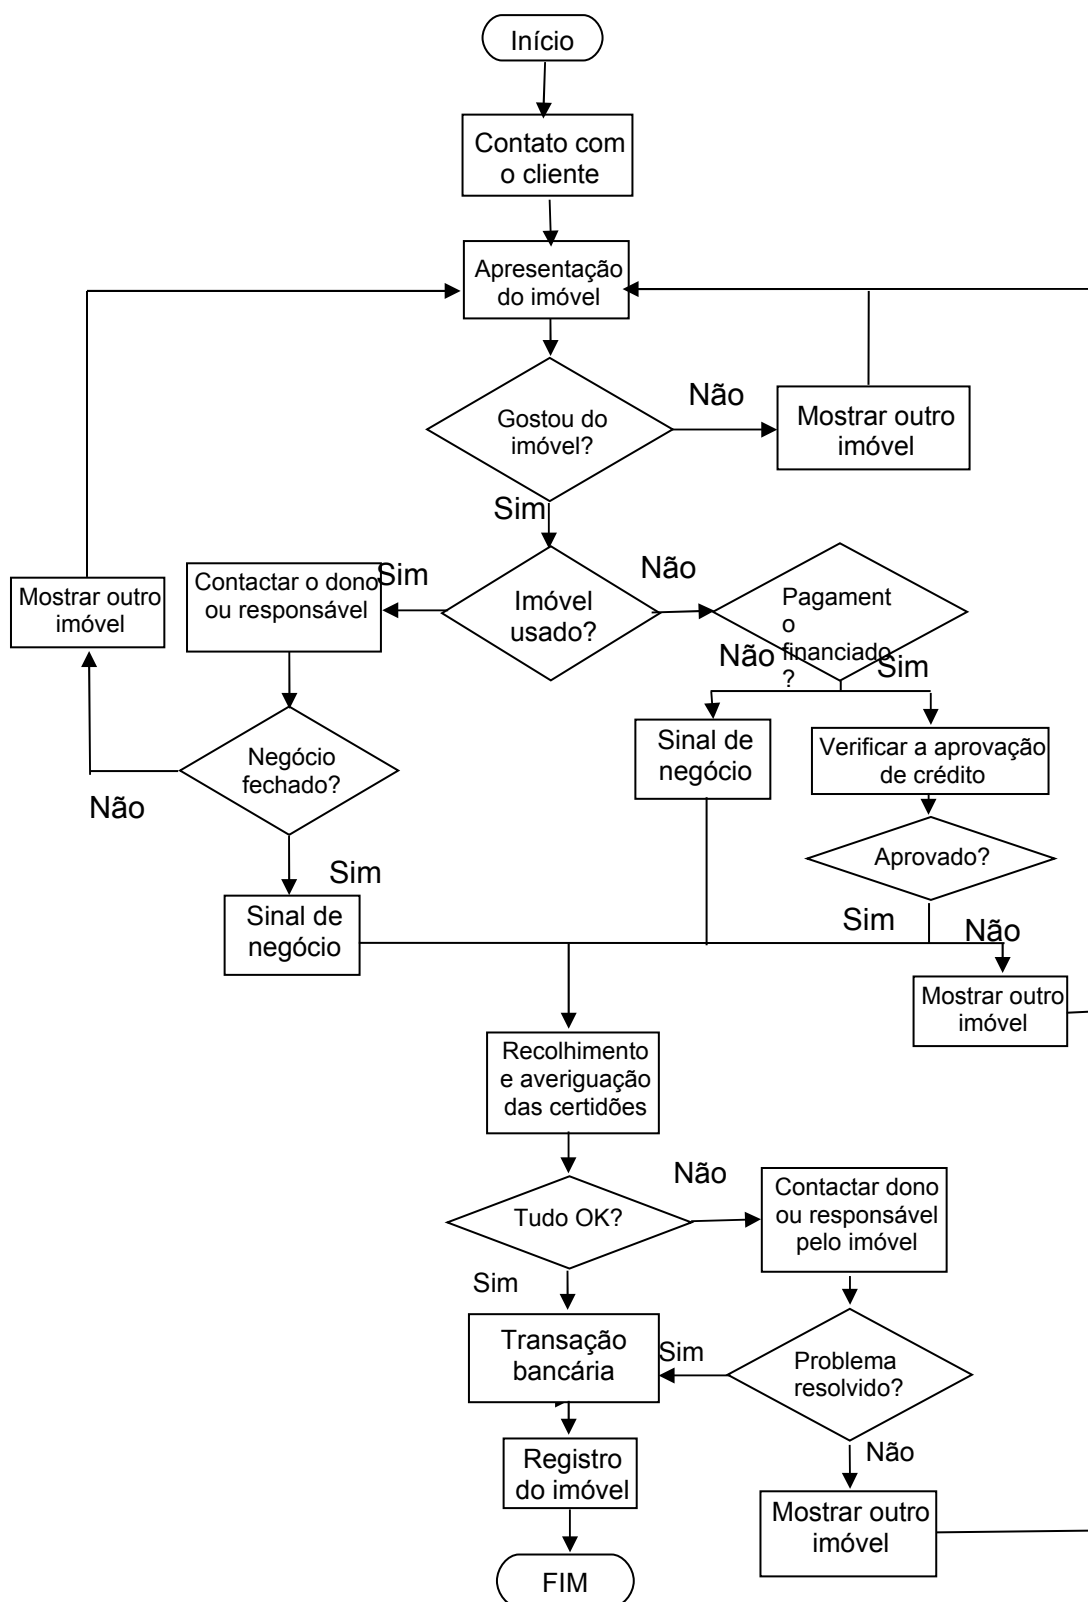 Início
Contato com
o cliente
Apresentação
do imóvel
Gostou do
imóvel?
Não
Mostrar outro
imóvel
Sim
Imóvel
usado?
Sim
Contactar o dono
ou responsável
Mostrar outro
imóvel
Não
Pagament
o
financiado
?
Não
Sim
Sinal de
negócio
Verificar a aprovação
de crédito
Negócio
fechado?
Não
Aprovado?
Sim
Sinal de
negócio
Sim
Não
Mostrar outro
imóvel
Recolhimento
e averiguação
das certidões
Tudo OK?
Não
Contactar dono
ou responsável
pelo imóvel
Sim
Transação
bancária
Sim
Problema
resolvido?
Não
Registro
do imóvel
Mostrar outro
imóvel
FIM